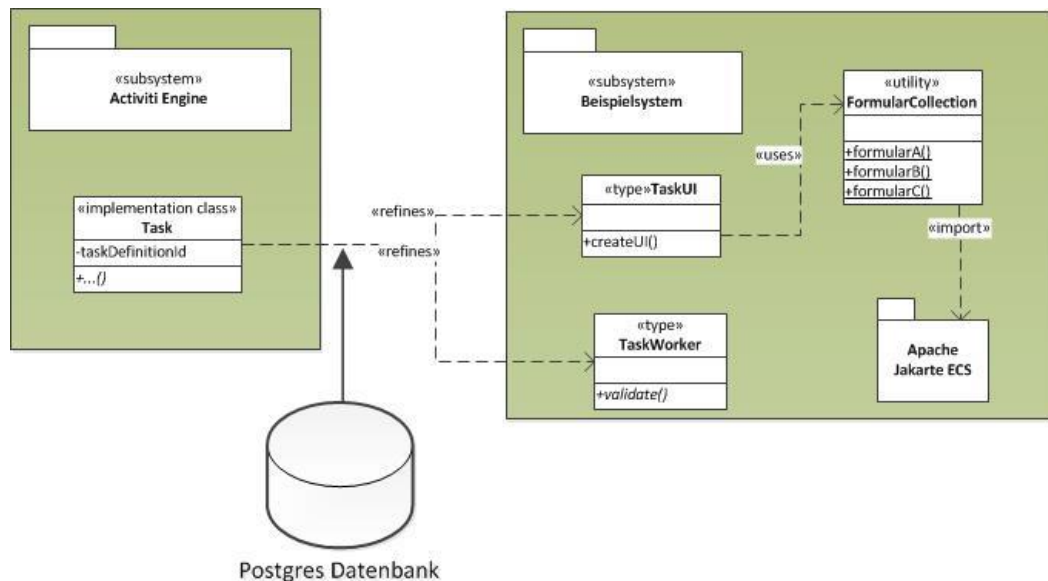 «subsystem»
Activiti Engine
«implementation class»
Task
-taskDefinitionId
+...()
«refines»
«refines»
«subsystem»
Beispielsystem
«type»TaskUI
+createUI()
«uses»
«utility»
FormularCollection
+formularA()
+formularB()
+formularC()
«import»
«type»
TaskWorker
+validate()
Apache
Jakarte ECS
Postgres Datenbank